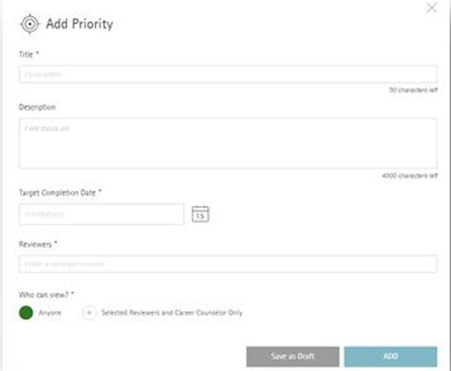 Add Priority
Title *
50 characters left
Description
I will focus on
4000 characters left
Target Completion Date *
mm/dd/yyyy
15
Reviewers *
Enter a reviewer's name
Who can view? *
Anyone
Selected Reviewers and Career Counselor Only
Save as Draft
ADD